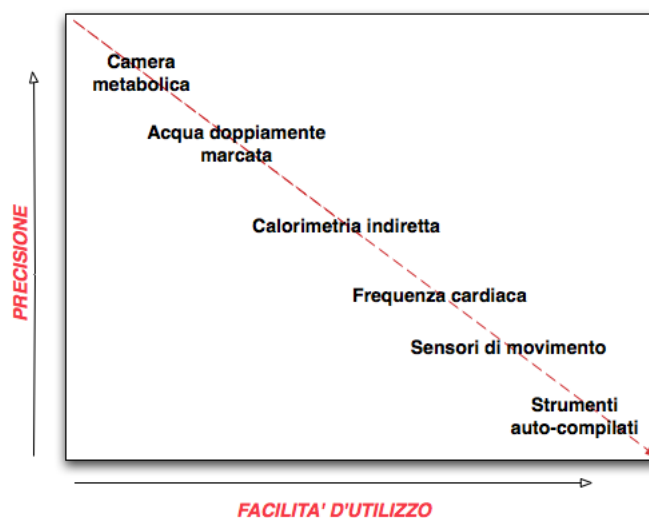 Camera
metabolica
Acqua doppiamente
marcata
Calorimetria indiretta
Frequenza cardiaca
Sensori di movimento
Strumenti
auto-compilati
PRECISIONE
FACILITA' D'UTILIZZO